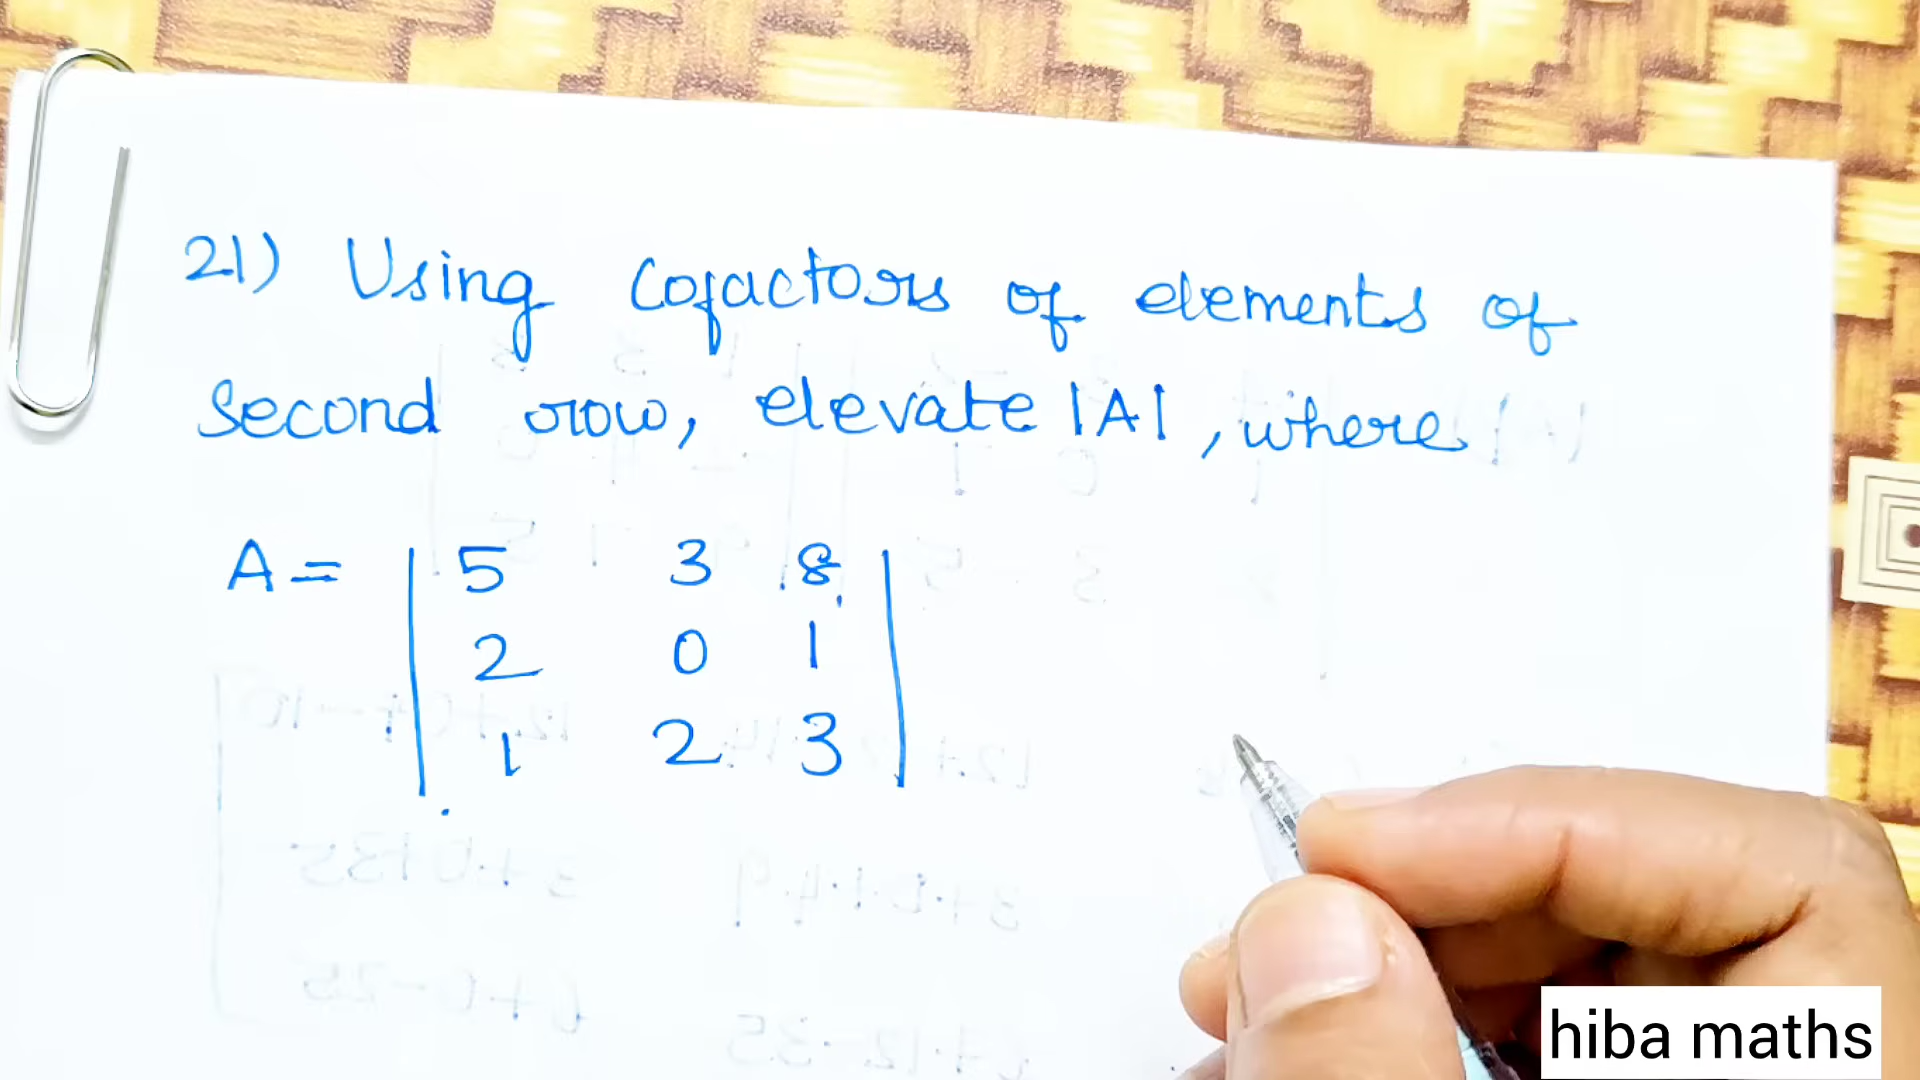 21) Using Cofactors of elements of
second row, elevate |A|, where
A = | 5 3 8 |
| 2 0 1 |
| 1 2 3 |
hiba maths